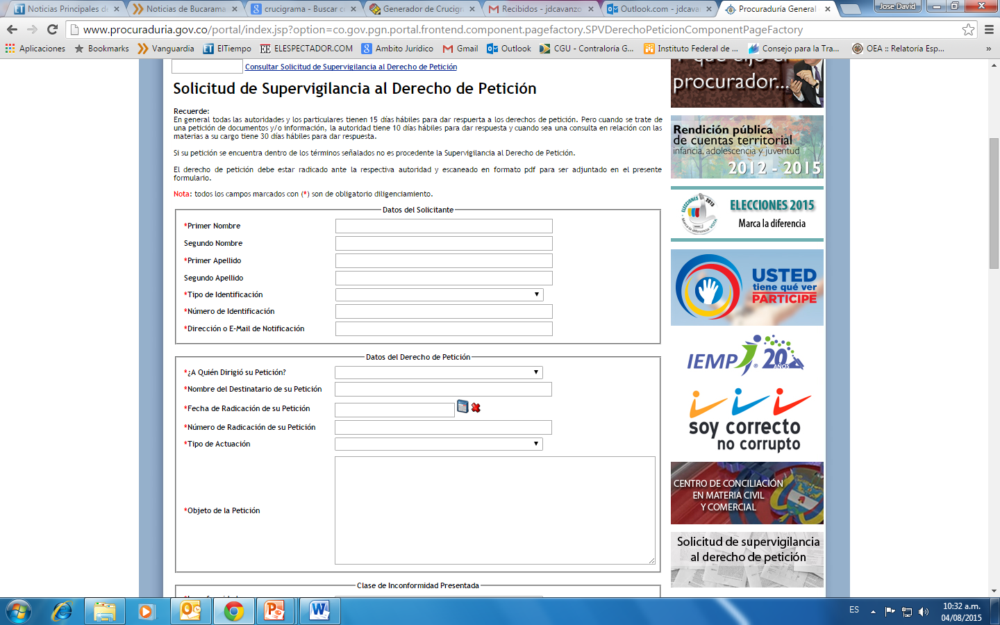 Noticias Principales de
Noticias de Bucarama
crucigrama - Buscar co
Generador de Crucigr
Recibidos - jdcavanzo
Outlook.com - jdcavan
Procuraduría General
Jose David
www.procuraduria.gov.co/portal/index.jsp?option=co.gov.pgn.portal.frontend.component.pagefactory.SPVDerechoPeticionComponentPageFactory
Aplicaciones
Bookmarks
Vanguardia
ElTiempo
ELESPECTADOR.COM
Ambito Jurídico
Gmail
Outlook
CGU - Contraloría G...
Instituto Federal de ...
Consejo para la Tra...
OEA :: Relatoría Esp...
»
Consultar Solicitud de Supervigilancia al Derecho de Petición
Solicitud de Supervigilancia al Derecho de Petición
Recuerde:
En general todas las autoridades y los particulares tienen 15 días hábiles para dar respuerta a los derechos de petición. Pero cuando se trate de
una petición de documentos y/o información, la autoridad tiene 10 días hábiles para dar respuesta y cuando sea una consulta en relación con las
materias a su cargo tiene 30 días hábiles para dar respuesta.
Si su petición se encuentra dentro de los términos señalados no es procedente la Supervigilancia al Derecho de Petición.
El derecho de petición debe estar radicado ante la respectiva autoridad y escaneado en formato pdf para ser adjuntado en el presente
formulario.
Nota: todos los campos marcados con (*) son de obligatorio diligenciamiento.
Datos del Solicitante
*Primer Nombre
Segundo Nombre
*Primer Apellido
Segundo Apellido
*Tipo de Identificación
*Número de Identificación
*Dirección o E-Mail de Notificación
Datos del Derecho de Petición
*¿A Quién Dirigió su Petición?
*Nombre del Destinatario de su Petición
*Fecha de Radicación de su Petición
*Número de Radicación de su Petición
*Tipo de Actuación
*Objeto de la Petición
Clase de Inconformidad Presentada
procurador...
Rendición pública
de cuentas territorial
infancia, adolescencia y juventud
2012 - 2015
ELECCIONES 2015
Marca la diferencia
USTED
tiene qué ver
PARTICIPE
IEMP® 20
AÑOS
soy correcto
no corrupto
CENTRO DE CONCILIACIÓN
EN MATERIA CIVIL
Y COMERCIAL
Solicitud de supervigilancia
al derecho de petición
ES
10:32 a.m.
04/08/2015